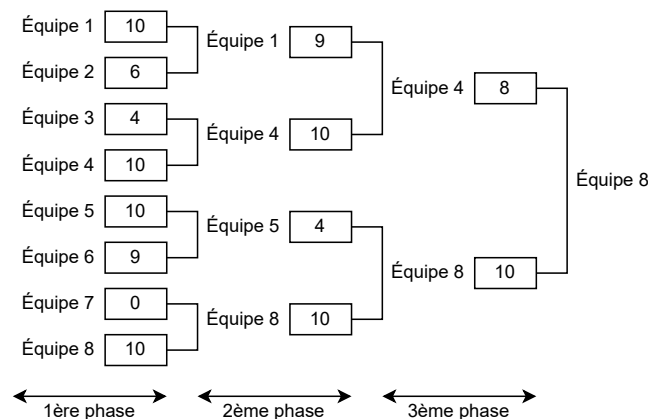 Équipe 1 10
Équipe 2 6
Équipe 3 4
Équipe 4 10
Équipe 5 10
Équipe 6 9
Équipe 7 0
Équipe 8 10
Équipe 1 9
Équipe 4 10
Équipe 5 4
Équipe 8 10
Équipe 4 8
Équipe 8 10
Équipe 8
1ère phase
2ème phase
3ème phase